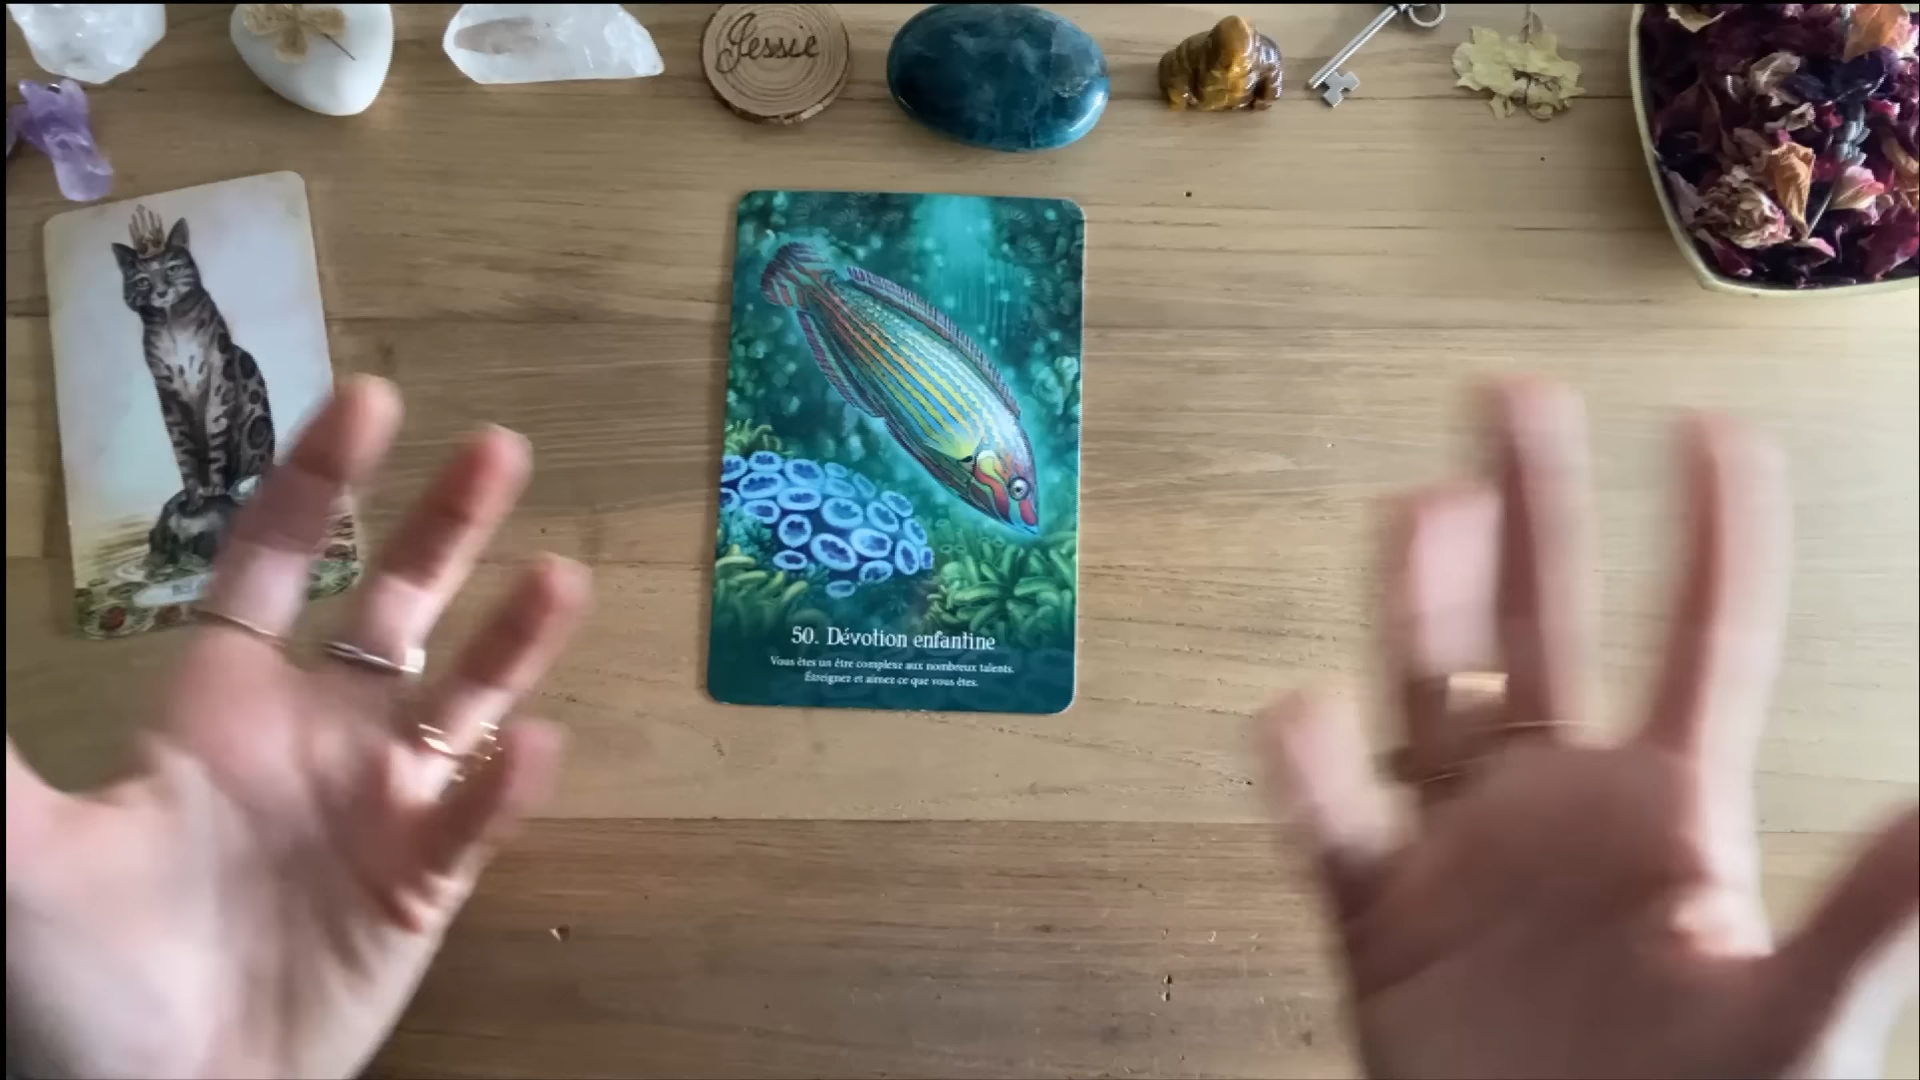 Jessie
50. Dévotion enfantine
Vous êtes un être complexe aux nombreux talents.
Étreignez et aimez ce que vous êtes.